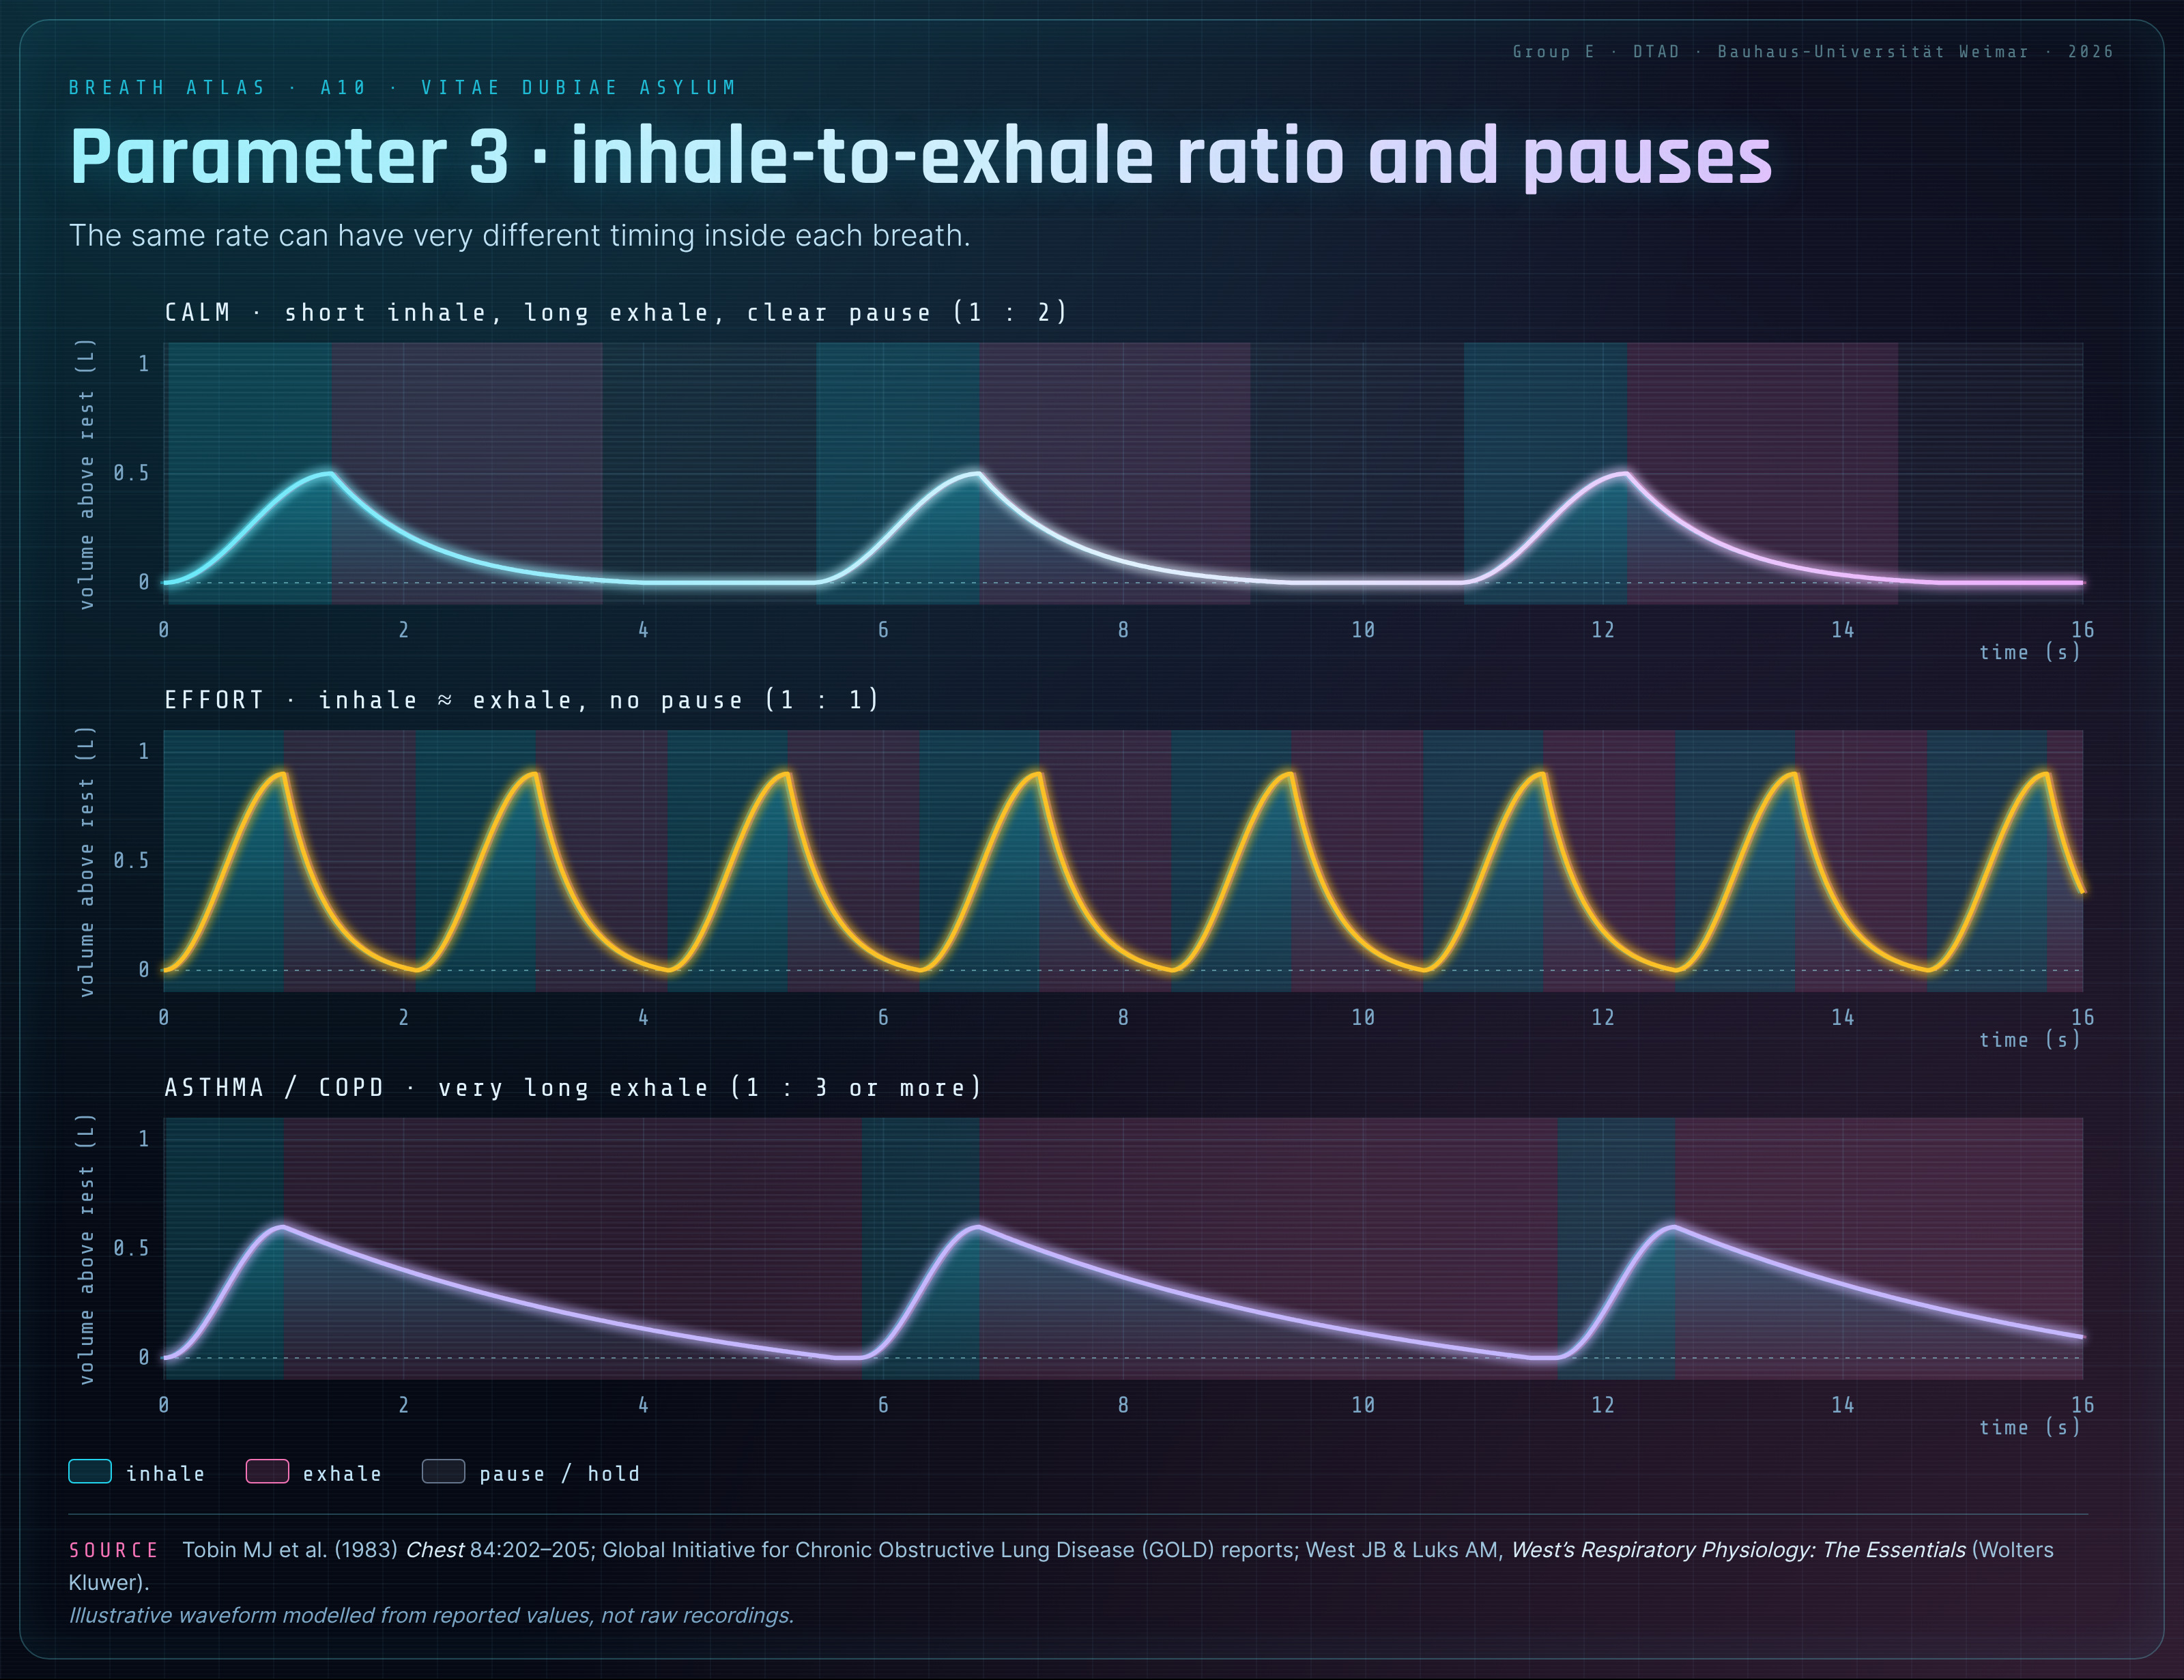 Group E · DTAD · Bauhaus-Universität Weimar · 2026
BREATH ATLAS · A10 · VITAE DUBIAE ASYLUM
Parameter 3 · inhale-to-exhale ratio and pauses
The same rate can have very different timing inside each breath.
CALM · short inhale, long exhale, clear pause (1 : 2)
volume above rest (L)
1
0.5
0
0 2 4 6 8 10 12 14 16
time (s)
EFFORT · inhale ≈ exhale, no pause (1 : 1)
volume above rest (L)
1
0.5
0
0 2 4 6 8 10 12 14 16
time (s)
ASTHMA / COPD · very long exhale (1 : 3 or more)
volume above rest (L)
1
0.5
0
0 2 4 6 8 10 12 14 16
time (s)
inhale exhale pause / hold
SOURCE Tobin MJ et al. (1983) Chest 84:202–205; Global Initiative for Chronic Obstructive Lung Disease (GOLD) reports; West JB & Luks AM, West’s Respiratory Physiology: The Essentials (Wolters
Kluwer).
Illustrative waveform modelled from reported values, not raw recordings.